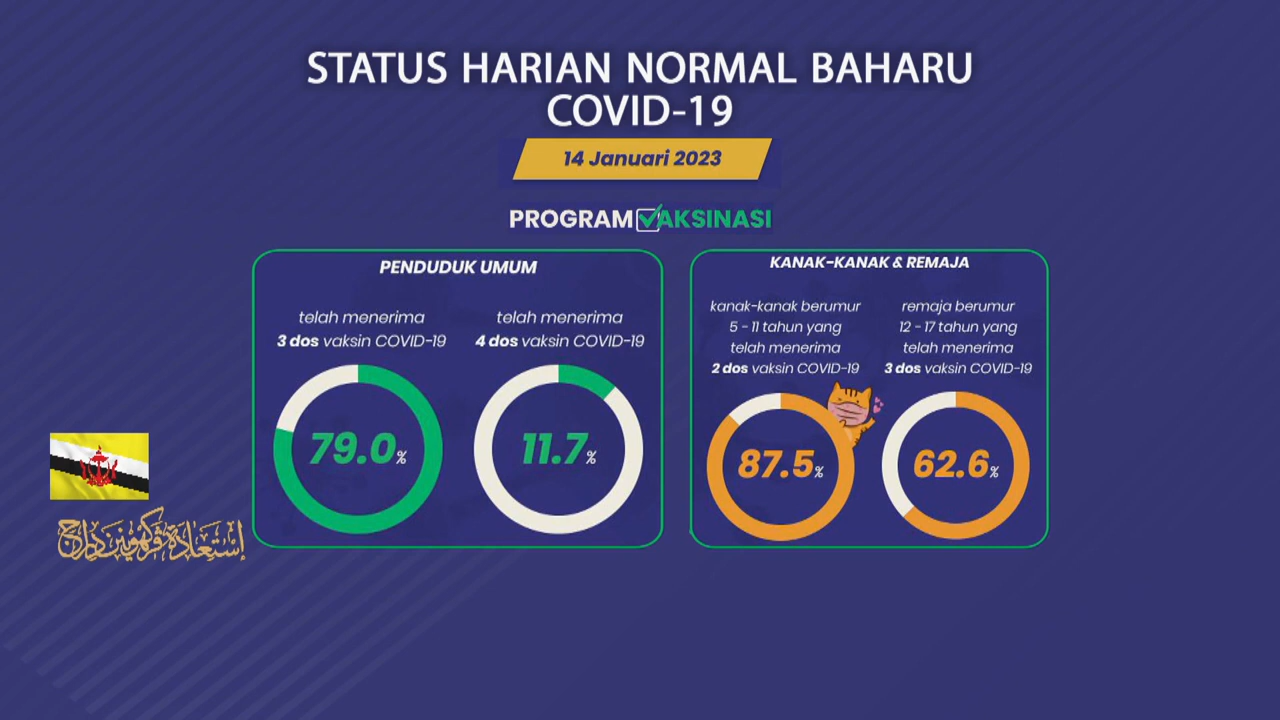 STATUS HARIAN NORMAL BAHARU
COVID-19
14 Januari 2023
PROGRAM VAKSINASI
PENDUDUK UMUM
telah menerima
3 dos vaksin COVID-19
79.0%
telah menerima
4 dos vaksin COVID-19
11.7%
KANAK-KANAK & REMAJA
kanak-kanak berumur
5 - 11 tahun yang
telah menerima
2 dos vaksin COVID-19
87.5%
remaja berumur
12 - 17 tahun yang
telah menerima
3 dos vaksin COVID-19
62.6%